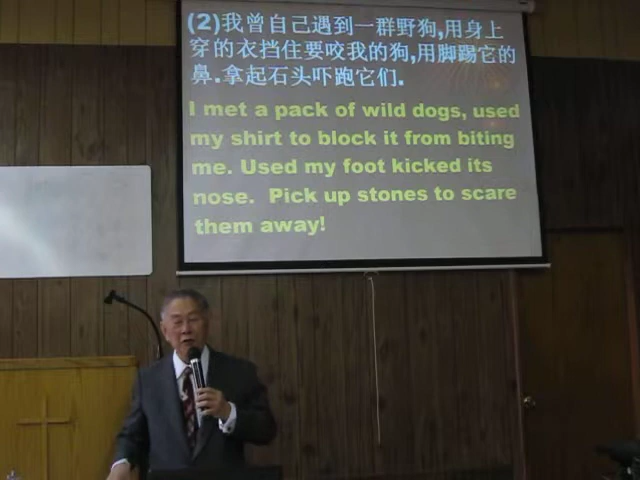 (2)我曾自己遇到一群野狗,用身上
穿的衣挡住要咬我的狗,用脚踢它的
鼻.拿起石头吓跑它们.
I met a pack of wild dogs, used
my shirt to block it from biting
me. Used my foot kicked its
nose.  Pick up stones to scare
them away!